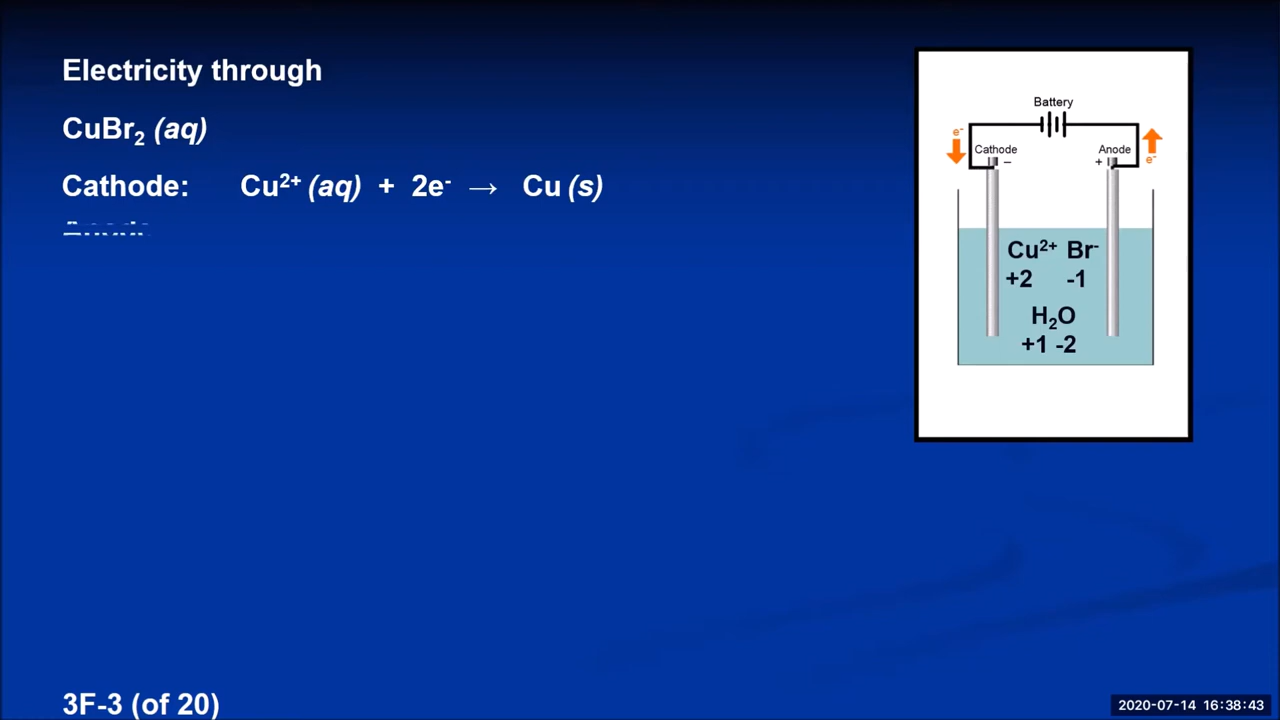 Electricity through
CuBr₂ (aq)
Cathode: Cu²⁺ (aq) + 2e⁻ → Cu (s)
Battery
e⁻
Cathode
−
Anode
+
e⁻
Cu²⁺ Br⁻
+2 -1
H₂O
+1 -2
3F-3 (of 20)
2020-07-14 16:38:43